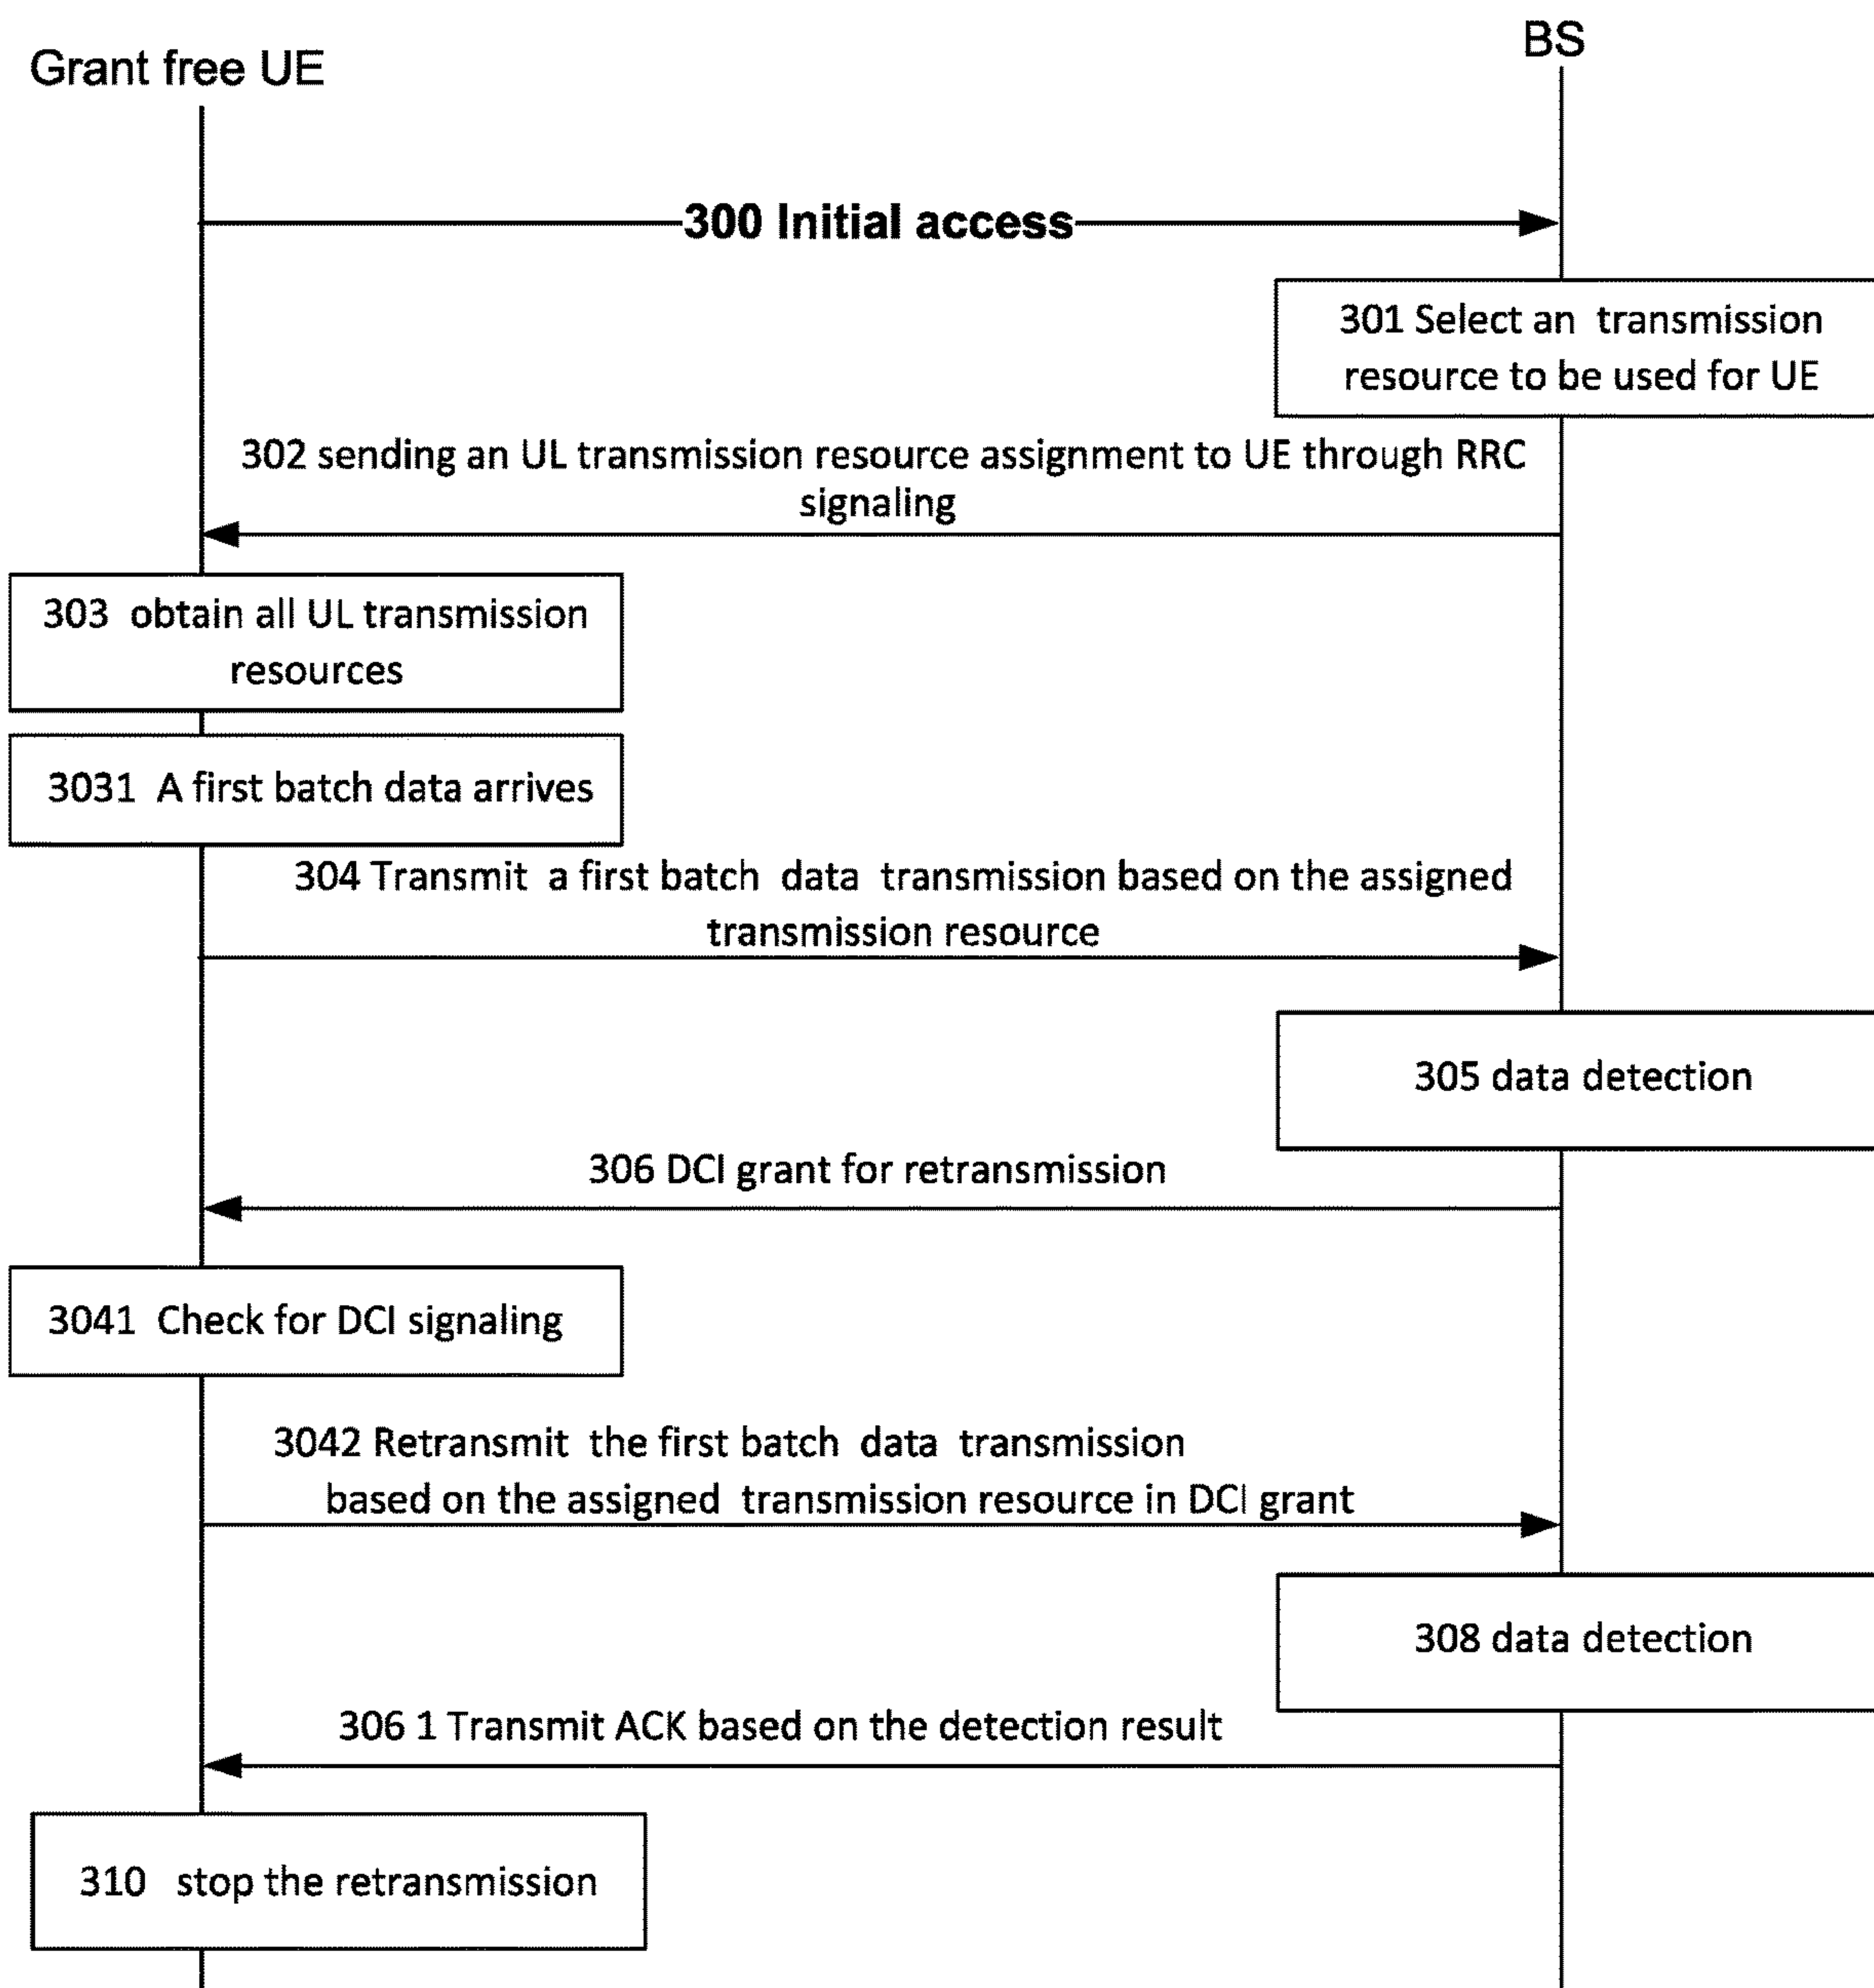 Grant free UE
BS
300 Initial access
301 Select an transmission
resource to be used for UE
302 sending an UL transmission resource assignment to UE through RRC
signaling
303 obtain all UL transmission
resources
3031 A first batch data arrives
304 Transmit a first batch data transmission based on the assigned
transmission resource
305 data detection
306 DCI grant for retransmission
3041 Check for DCI signaling
3042 Retransmit the first batch data transmission
based on the assigned transmission resource in DCI grant
308 data detection
306 1 Transmit ACK based on the detection result
310 stop the retransmission